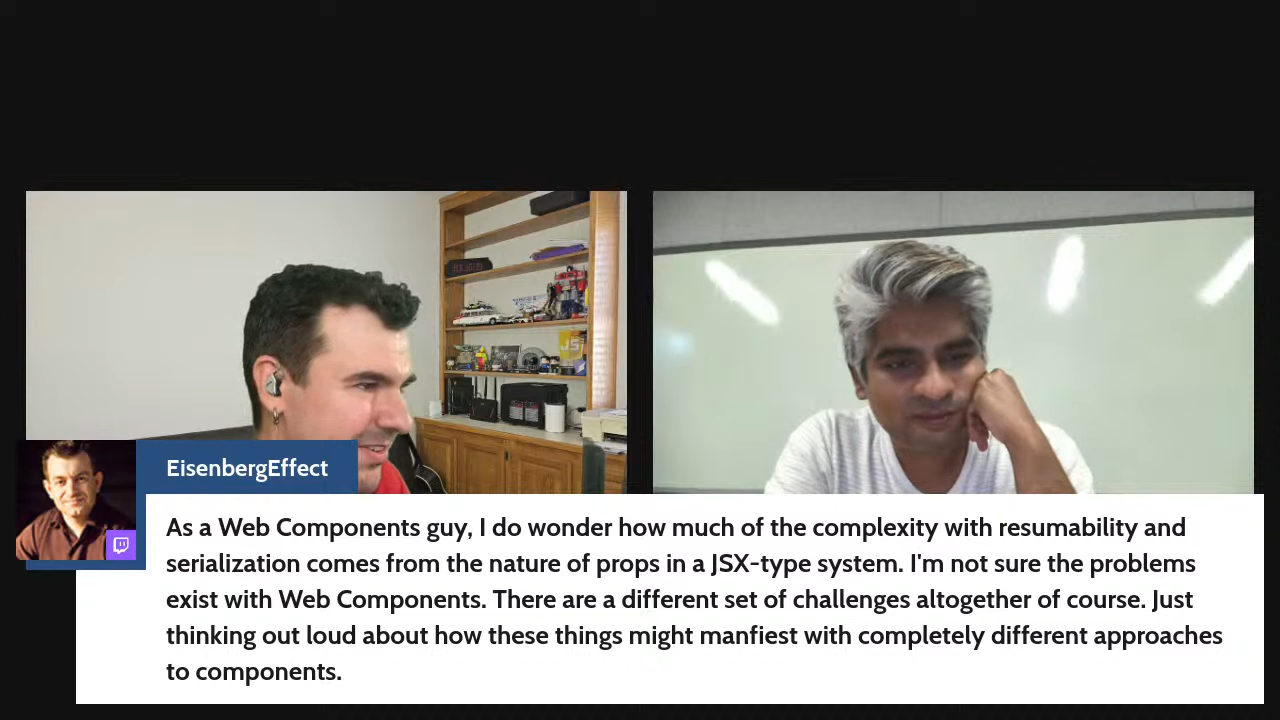 EisenbergEffect
As a Web Components guy, I do wonder how much of the complexity with resumability and
serialization comes from the nature of props in a JSX-type system. I'm not sure the problems
exist with Web Components. There are a different set of challenges altogether of course. Just
thinking out loud about how these things might manfiest with completely different approaches
to components.